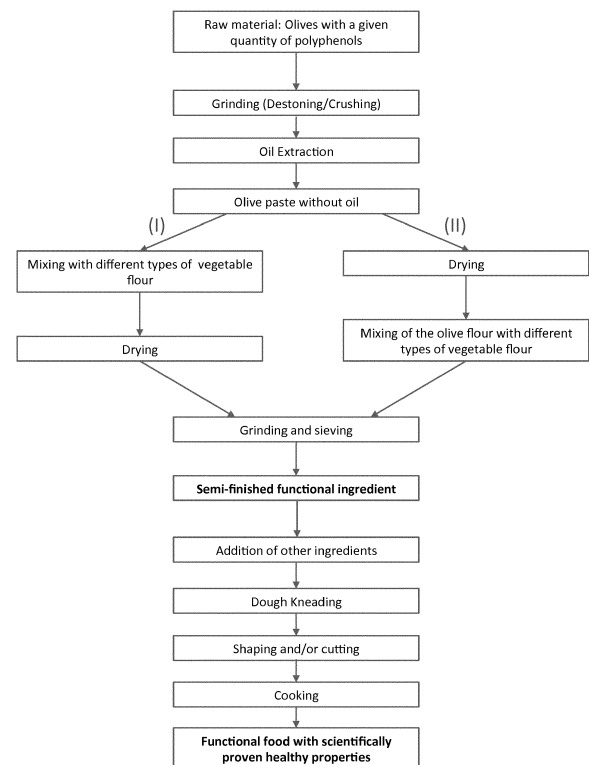 Raw material: Olives with a given
quantity of polyphenols
Grinding (Destoning/Crushing)
Oil Extraction
Olive paste without oil
(I)
(II)
Mixing with different types of vegetable
flour
Drying
Drying
Mixing of the olive flour with different
types of vegetable flour
Grinding and sieving
Semi-finished functional ingredient
Addition of other ingredients
Dough Kneading
Shaping and/or cutting
Cooking
Functional food with scientifically
proven healthy properties